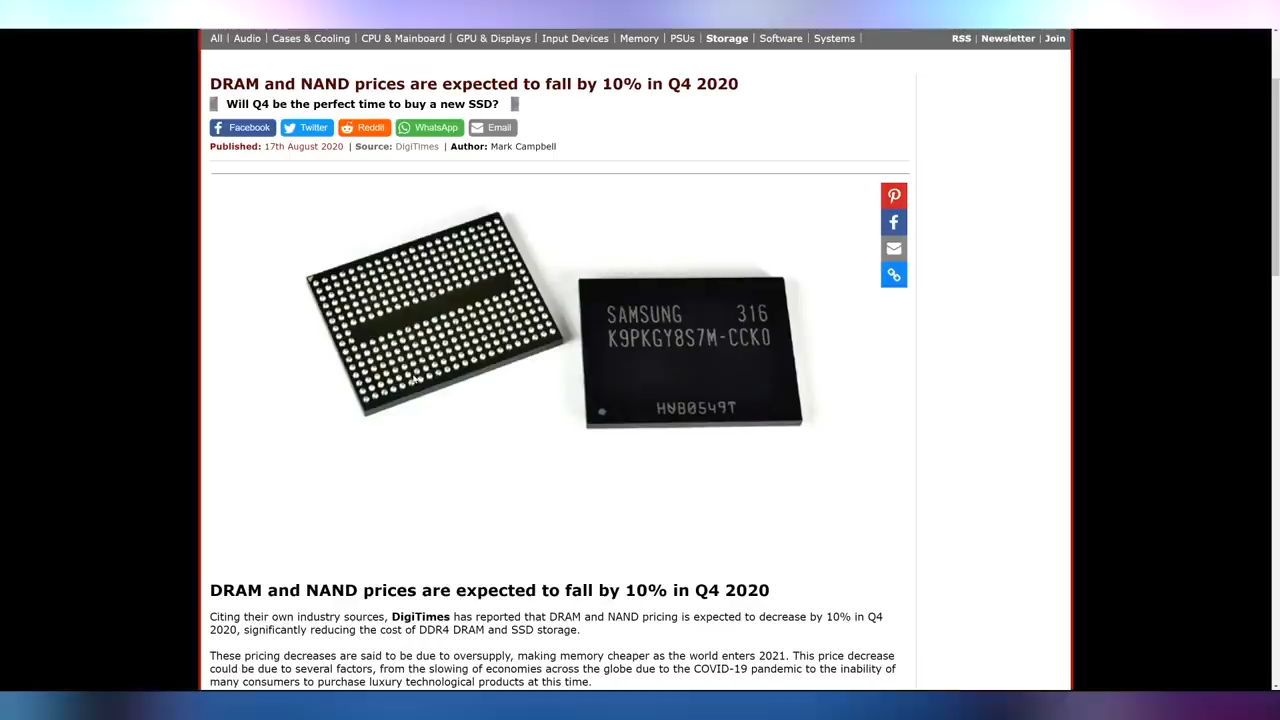 All | Audio | Cases & Cooling | CPU & Mainboard | GPU & Displays | Input Devices | Memory | PSUs | Storage | Software | Systems | RSS | Newsletter | Join
DRAM and NAND prices are expected to fall by 10% in Q4 2020
Will Q4 be the perfect time to buy a new SSD?
Facebook Twitter Reddit WhatsApp Email
Published: 17th August 2020 | Source: DigiTimes | Author: Mark Campbell
SAMSUNG 316
K9PKGY8S7M-CCK0
HVB0549T
DRAM and NAND prices are expected to fall by 10% in Q4 2020
Citing their own industry sources, DigiTimes has reported that DRAM and NAND pricing is expected to decrease by 10% in Q4
2020, significantly reducing the cost of DDR4 DRAM and SSD storage.
These pricing decreases are said to be due to oversupply, making memory cheaper as the world enters 2021. This price decrease
could be due to several factors, from the slowing of economies across the globe due to the COVID-19 pandemic to the inability of
many consumers to purchase luxury technological products at this time.